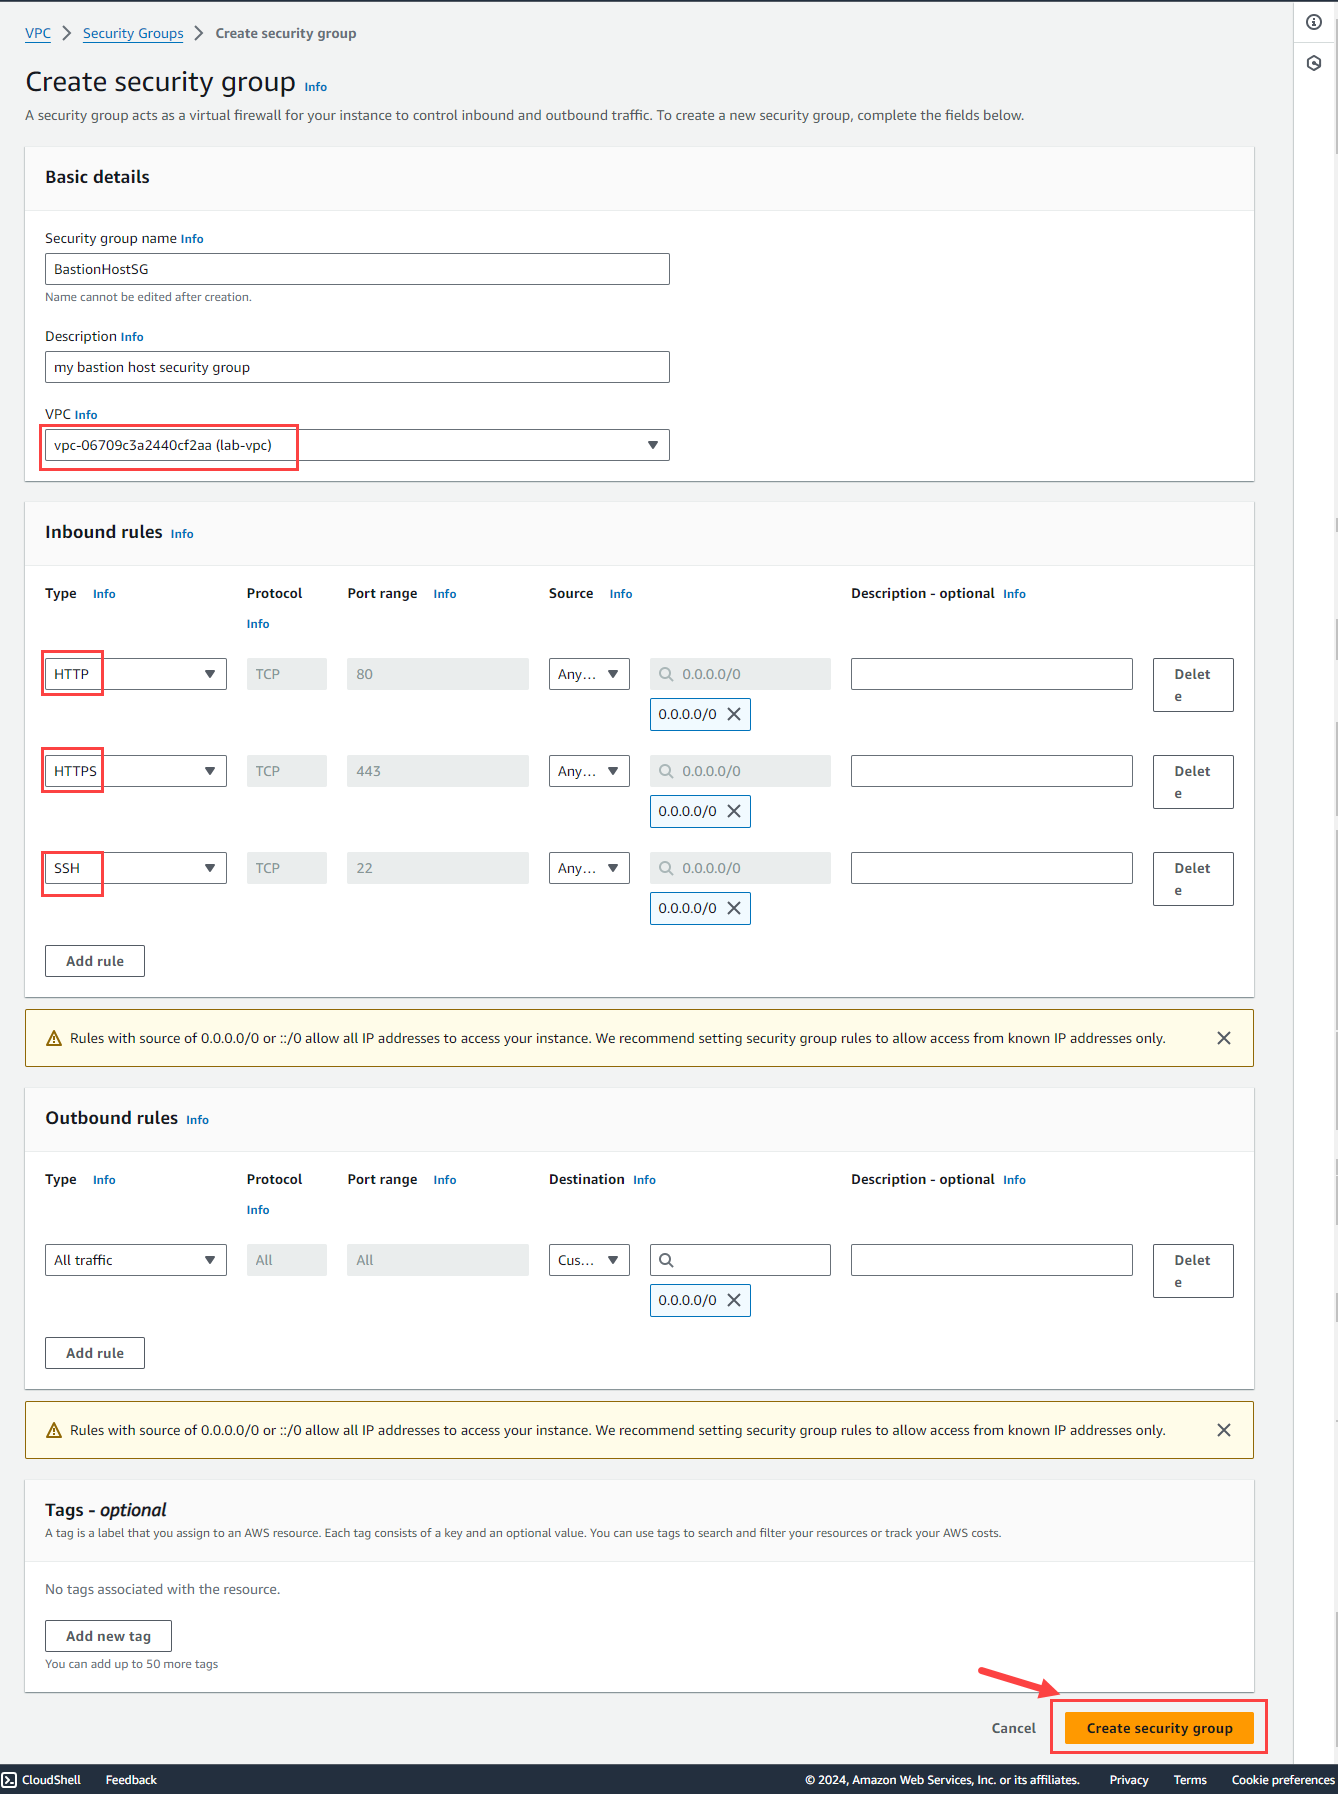 VPC > Security Groups > Create security group
Create security group Info
A security group acts as a virtual firewall for your instance to control inbound and outbound traffic. To create a new security group, complete the fields below.
Basic details
Security group name Info
BastionHostSG
Name cannot be edited after creation.
Description Info
my bastion host security group
VPC Info
vpc-06709c3a2440cf2aa (lab-vpc)
Inbound rules Info
Type Info Protocol Port range Info Source Info Description - optional Info
Info
HTTP TCP 80 Any... 0.0.0.0/0 Delet
e
0.0.0.0/0
HTTPS TCP 443 Any... 0.0.0.0/0 Delet
e
0.0.0.0/0
SSH TCP 22 Any... 0.0.0.0/0 Delet
e
0.0.0.0/0
Add rule
Rules with source of 0.0.0.0/0 or ::/0 allow all IP addresses to access your instance. We recommend setting security group rules to allow access from known IP addresses only.
Outbound rules Info
Type Info Protocol Port range Info Destination Info Description - optional Info
Info
All traffic All All Cus... Delet
e
0.0.0.0/0
Add rule
Rules with source of 0.0.0.0/0 or ::/0 allow all IP addresses to access your instance. We recommend setting security group rules to allow access from known IP addresses only.
Tags - optional
A tag is a label that you assign to an AWS resource. Each tag consists of a key and an optional value. You can use tags to search and filter your resources or track your AWS costs.
No tags associated with the resource.
Add new tag
You can add up to 50 more tags
Cancel Create security group
CloudShell Feedback © 2024, Amazon Web Services, Inc. or its affiliates. Privacy Terms Cookie preferences